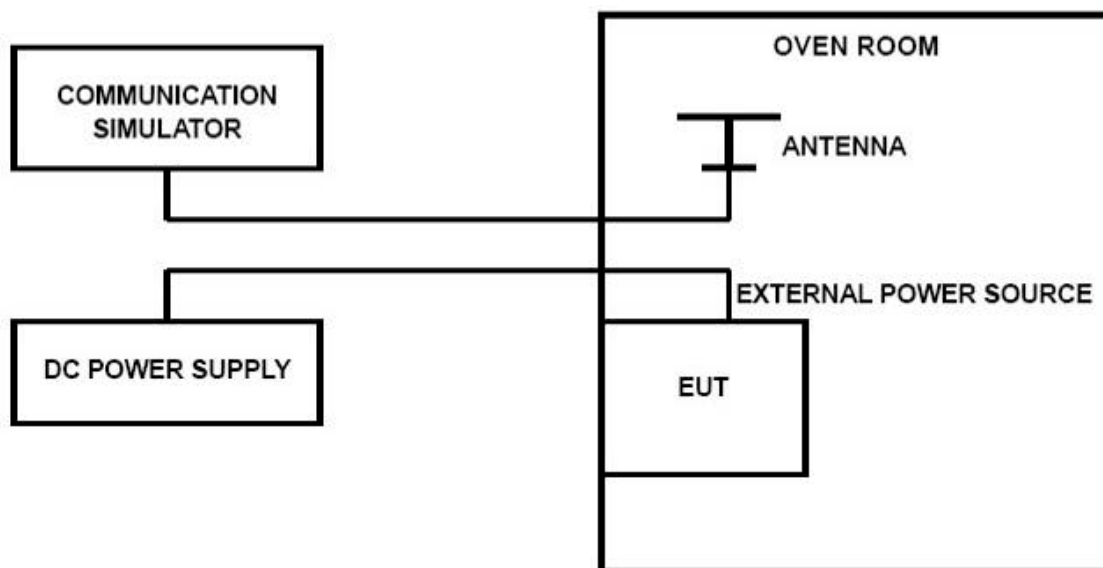 COMMUNICATION
SIMULATOR
OVEN ROOM
ANTENNA
EXTERNAL POWER SOURCE
DC POWER SUPPLY
EUT